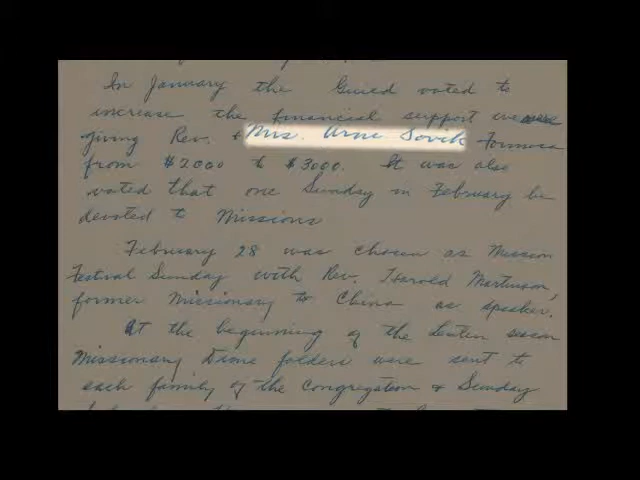 In January the Guild voted to
increase the financial support we were
giving Rev. & Mrs. Arne Sovik Formosa
from $2000 to $3000. It was also
voted that one Sunday in February be
devoted to Missions
February 28 was chosen as Mission
Festival Sunday with Rev. Harold Martinson,
former Missionary to China as speaker.
At the beginning of the Lenten season
Missionary Dime folders were sent to
each family of the Congregation & Sunday